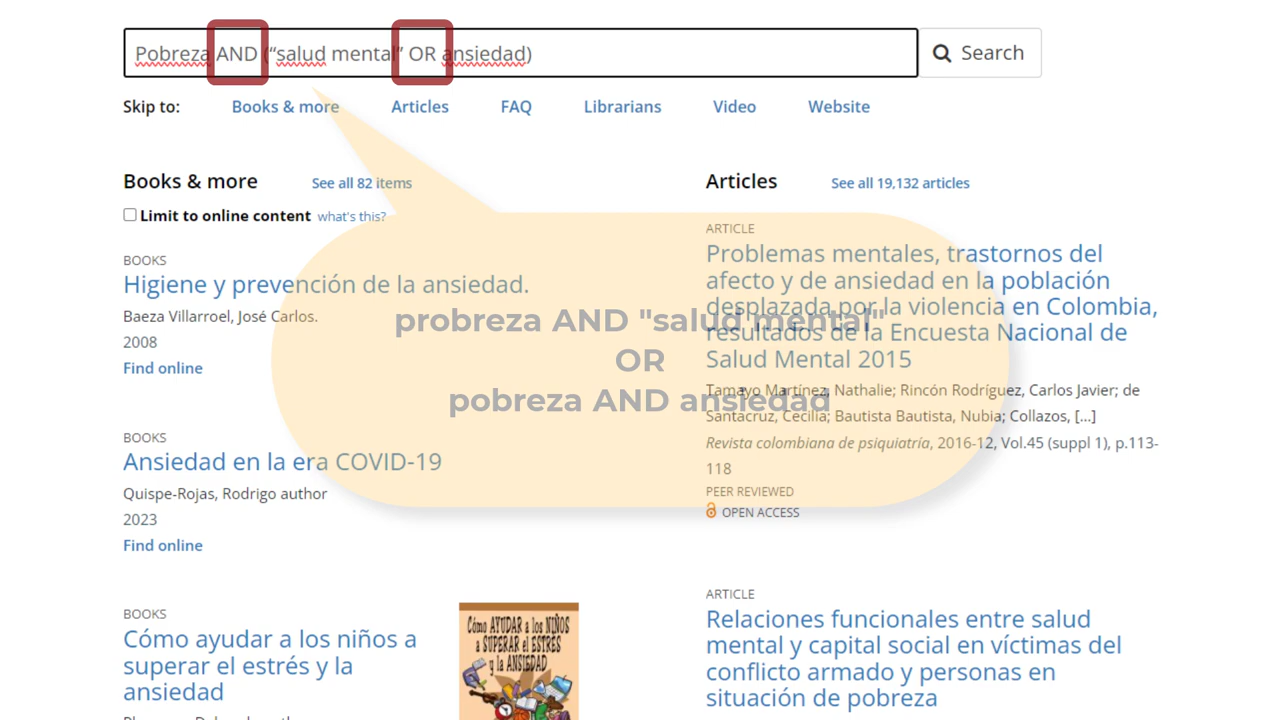 Pobreza AND (“salud mental” OR ansiedad)
Search
Skip to:
Books & more
Articles
FAQ
Librarians
Video
Website
Books & more
See all 82 items
Limit to online content what's this?
BOOKS
Higiene y prevención de la ansiedad.
Baeza Villarroel, José Carlos.
2008
Find online
BOOKS
Ansiedad en la era COVID-19
Quispe-Rojas, Rodrigo author
2023
Find online
BOOKS
Cómo ayudar a los niños a
superar el estrés y la
ansiedad
Cómo AYUDAR a los NIÑOS
a SUPERAR el ESTRÉS
y la ANSIEDAD
probreza AND "salud mental"
OR
pobreza AND ansiedad
Articles
See all 19,132 articles
ARTICLE
Problemas mentales, trastornos del
afecto y de ansiedad en la población
desplazada por la violencia en Colombia,
resultados de la Encuesta Nacional de
Salud Mental 2015
Tamayo Martínez, Nathalie; Rincón Rodríguez, Carlos Javier; de
Santacruz, Cecilia; Bautista Bautista, Nubia; Collazos, [...]
Revista colombiana de psiquiatría, 2016-12, Vol.45 (suppl 1), p.113-
118
PEER REVIEWED
OPEN ACCESS
ARTICLE
Relaciones funcionales entre salud
mental y capital social en víctimas del
conflicto armado y personas en
situación de pobreza